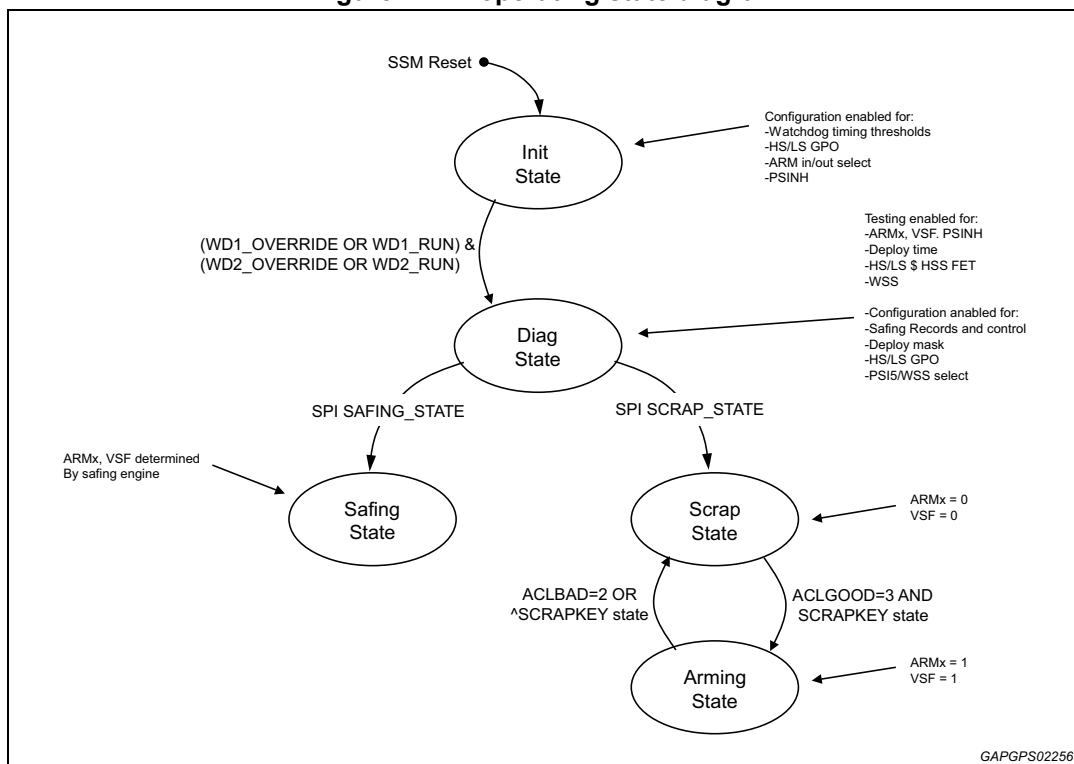 SSM Reset
Init
State
Configuration enabled for:
-Watchdog timing thresholds
-HS/LS GPO
-ARM in/out select
-PSINH
(WD1_OVERRIDE OR WD1_RUN) &
(WD2_OVERRIDE OR WD2_RUN)
Testing enabled for:
-ARMx, VSF. PSINH
-Deploy time
-HS/LS $ HSS FET
-WSS
Diag
State
-Configuration anabled for:
-Safing Records and control
-Deploy mask
-HS/LS GPO
-PSI5/WSS select
SPI SAFING_STATE
SPI SCRAP_STATE
ARMx, VSF determined
By safing engine
Safing
State
Scrap
State
ARMx = 0
VSF = 0
ACLBAD=2 OR
^SCRAPKEY state
ACLGOOD=3 AND
SCRAPKEY state
Arming
State
ARMx = 1
VSF = 1
GAPGPS02256